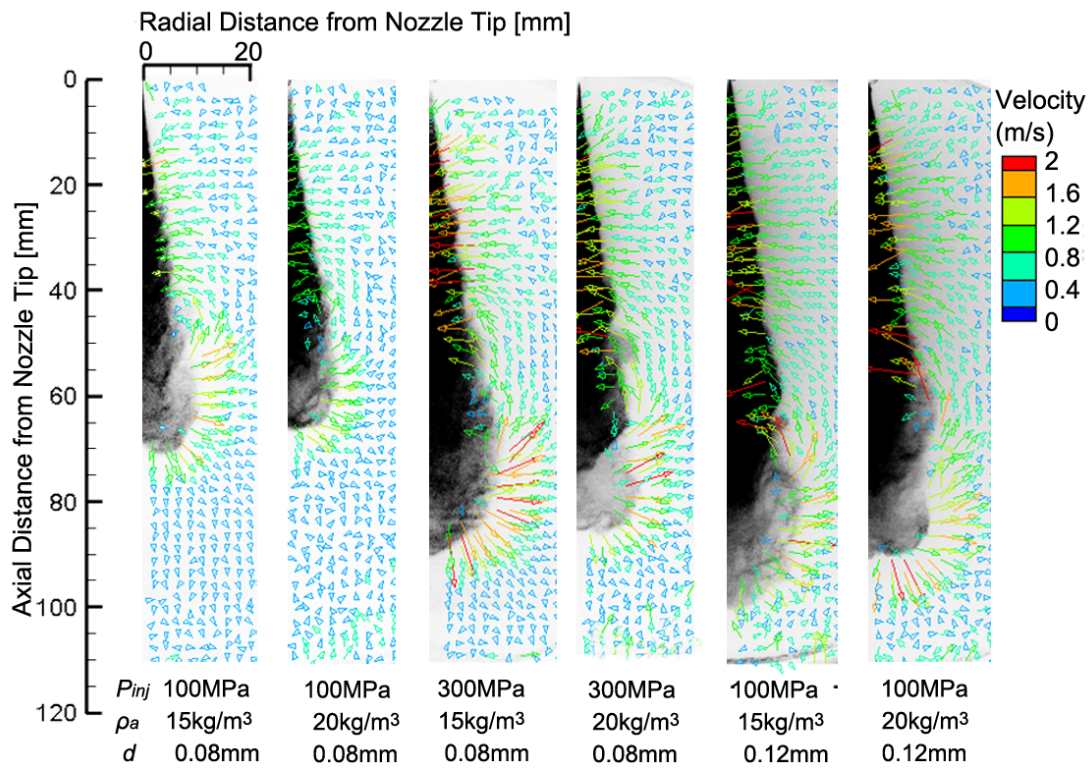 Radial Distance from Nozzle Tip [mm]
0 20
Axial Distance from Nozzle Tip [mm]
0
20
40
60
80
100
120
Velocity
(m/s)
2
1.6
1.2
0.8
0.4
0
Pinj 100MPa 100MPa 300MPa 300MPa 100MPa 100MPa
ρa 15kg/m³ 20kg/m³ 15kg/m³ 20kg/m³ 15kg/m³ 20kg/m³
d 0.08mm 0.08mm 0.08mm 0.08mm 0.12mm 0.12mm